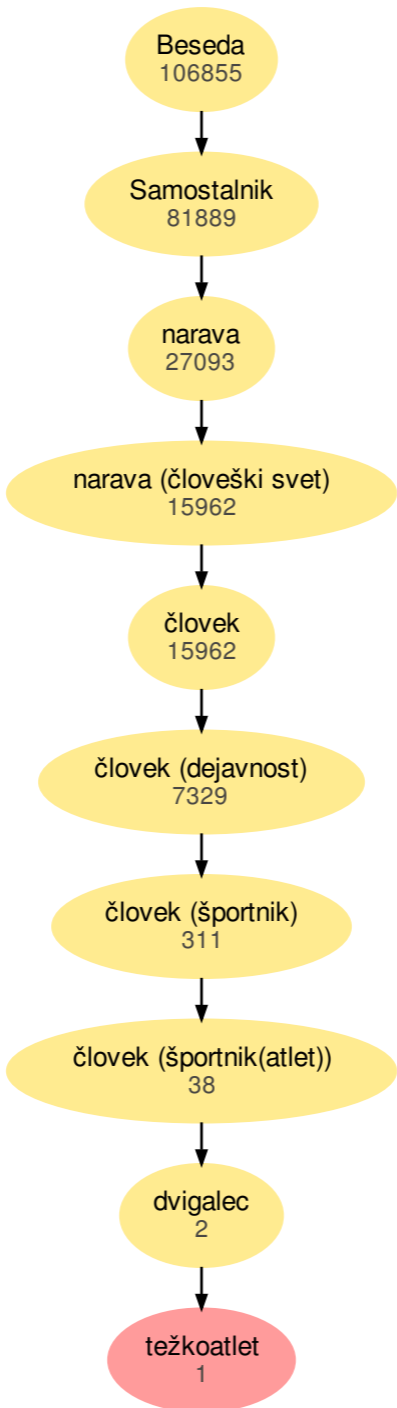 Beseda
106855
Samostalnik
81889
narava
27093
narava (človeški svet)
15962
človek
15962
človek (dejavnost)
7329
človek (športnik)
311
človek (športnik(atlet))
38
dvigalec
2
težkoatlet
1